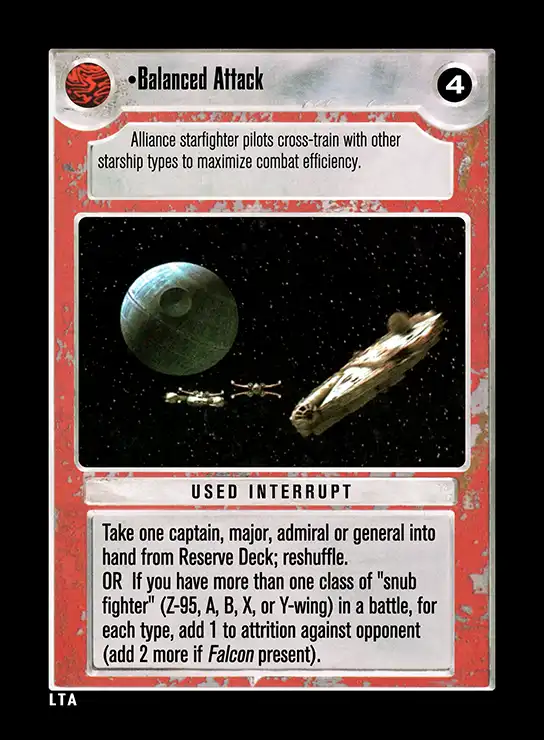 •Balanced Attack
4
Alliance starfighter pilots cross-train with other
starship types to maximize combat efficiency.
USED INTERRUPT
Take one captain, major, admiral or general into
hand from Reserve Deck; reshuffle.
OR If you have more than one class of "snub
fighter" (Z-95, A, B, X, or Y-wing) in a battle, for
each type, add 1 to attrition against opponent
(add 2 more if Falcon present).
LTA